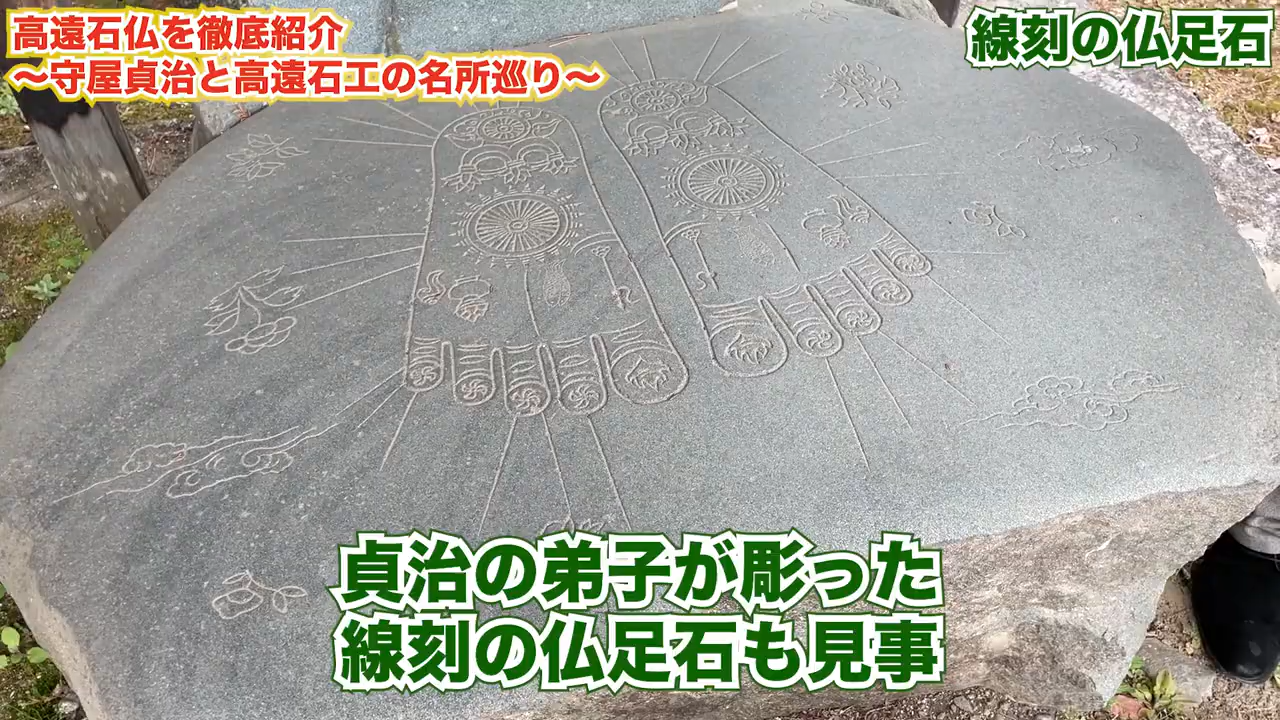 高遠石仏を徹底紹介
～守屋貞治と高遠石工の名所巡り～
線刻の仏足石
貞治の弟子が彫った
線刻の仏足石も見事